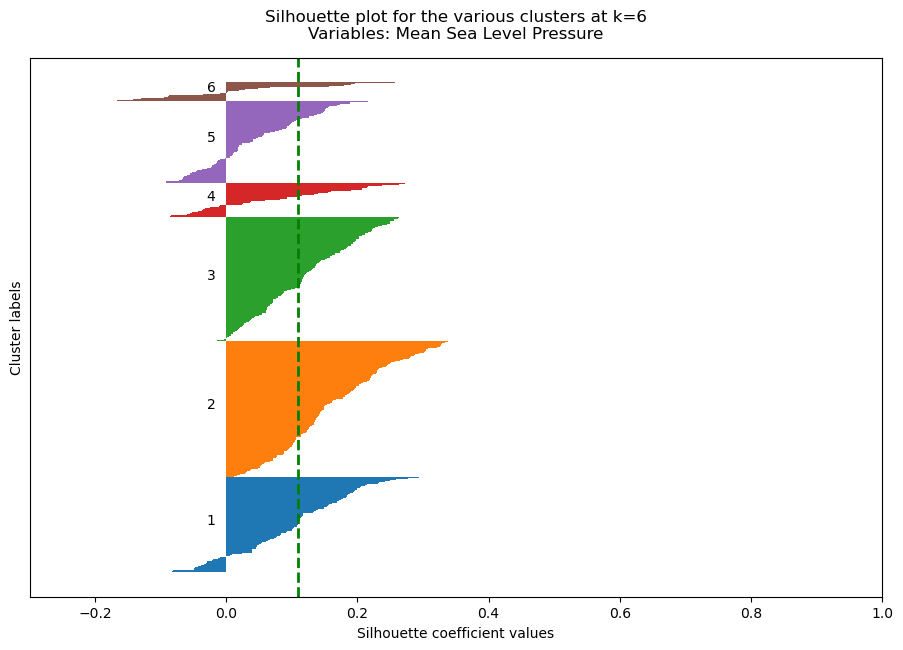 Silhouette plot for the various clusters at k=6
Variables: Mean Sea Level Pressure
6
5
4
3
2
1
Cluster labels
−0.2 0.0 0.2 0.4 0.6 0.8 1.0
Silhouette coefficient values